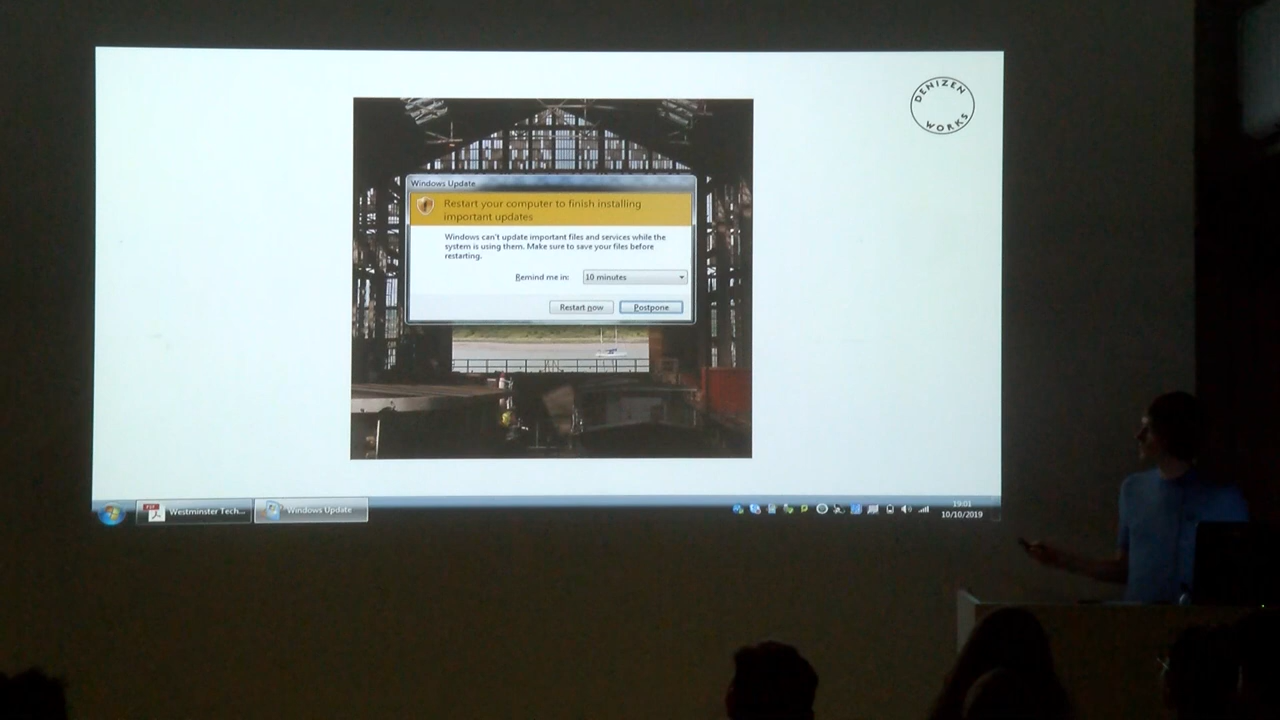 DENIZEN
WORKS
Windows Update
Restart your computer to finish installing
important updates
Windows can't update important files and services while the
system is using them. Make sure to save your files before
restarting.
Remind me in:
10 minutes
Restart now
Postpone
Westminster Tech...
Windows Update
19:01
10/10/2019